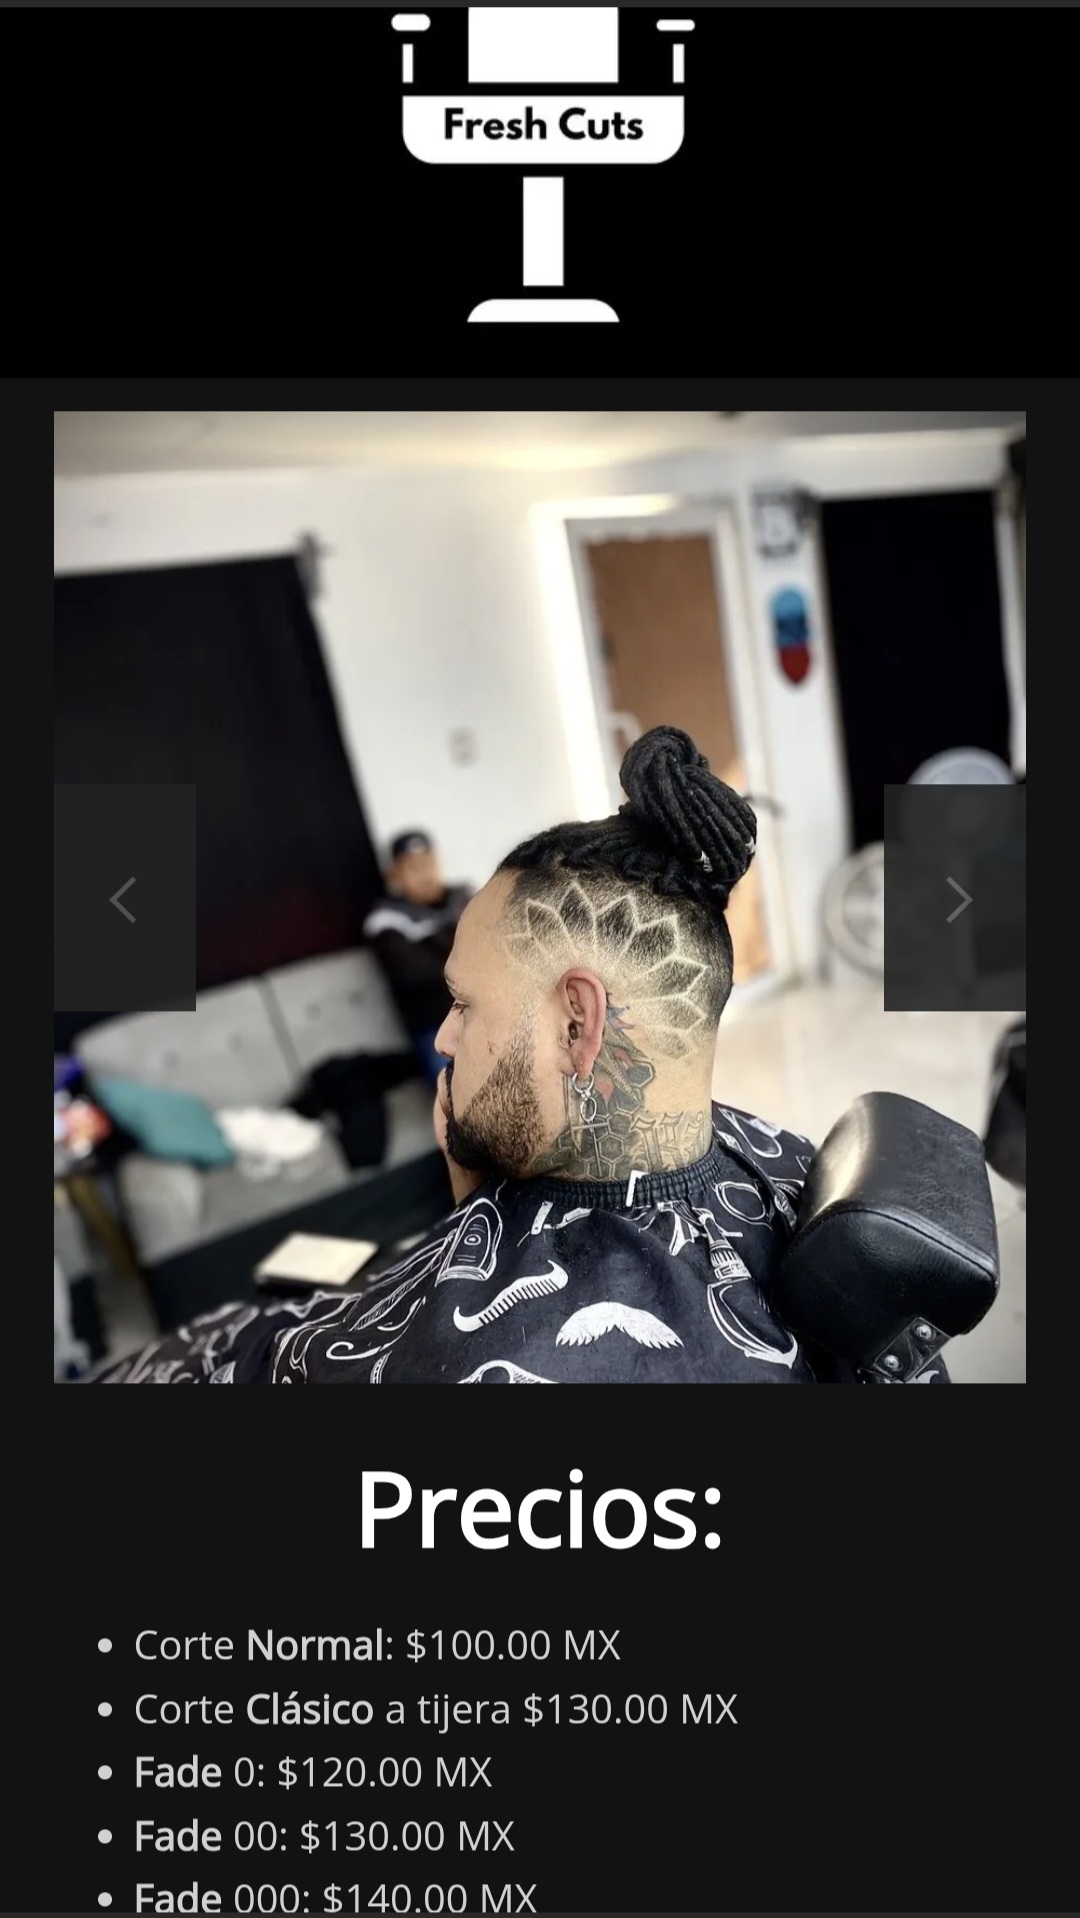 Fresh Cuts
Precios:
• Corte Normal: $100.00 MX
• Corte Clásico a tijera $130.00 MX
• Fade 0: $120.00 MX
• Fade 00: $130.00 MX
• Fade 000: $140.00 MX